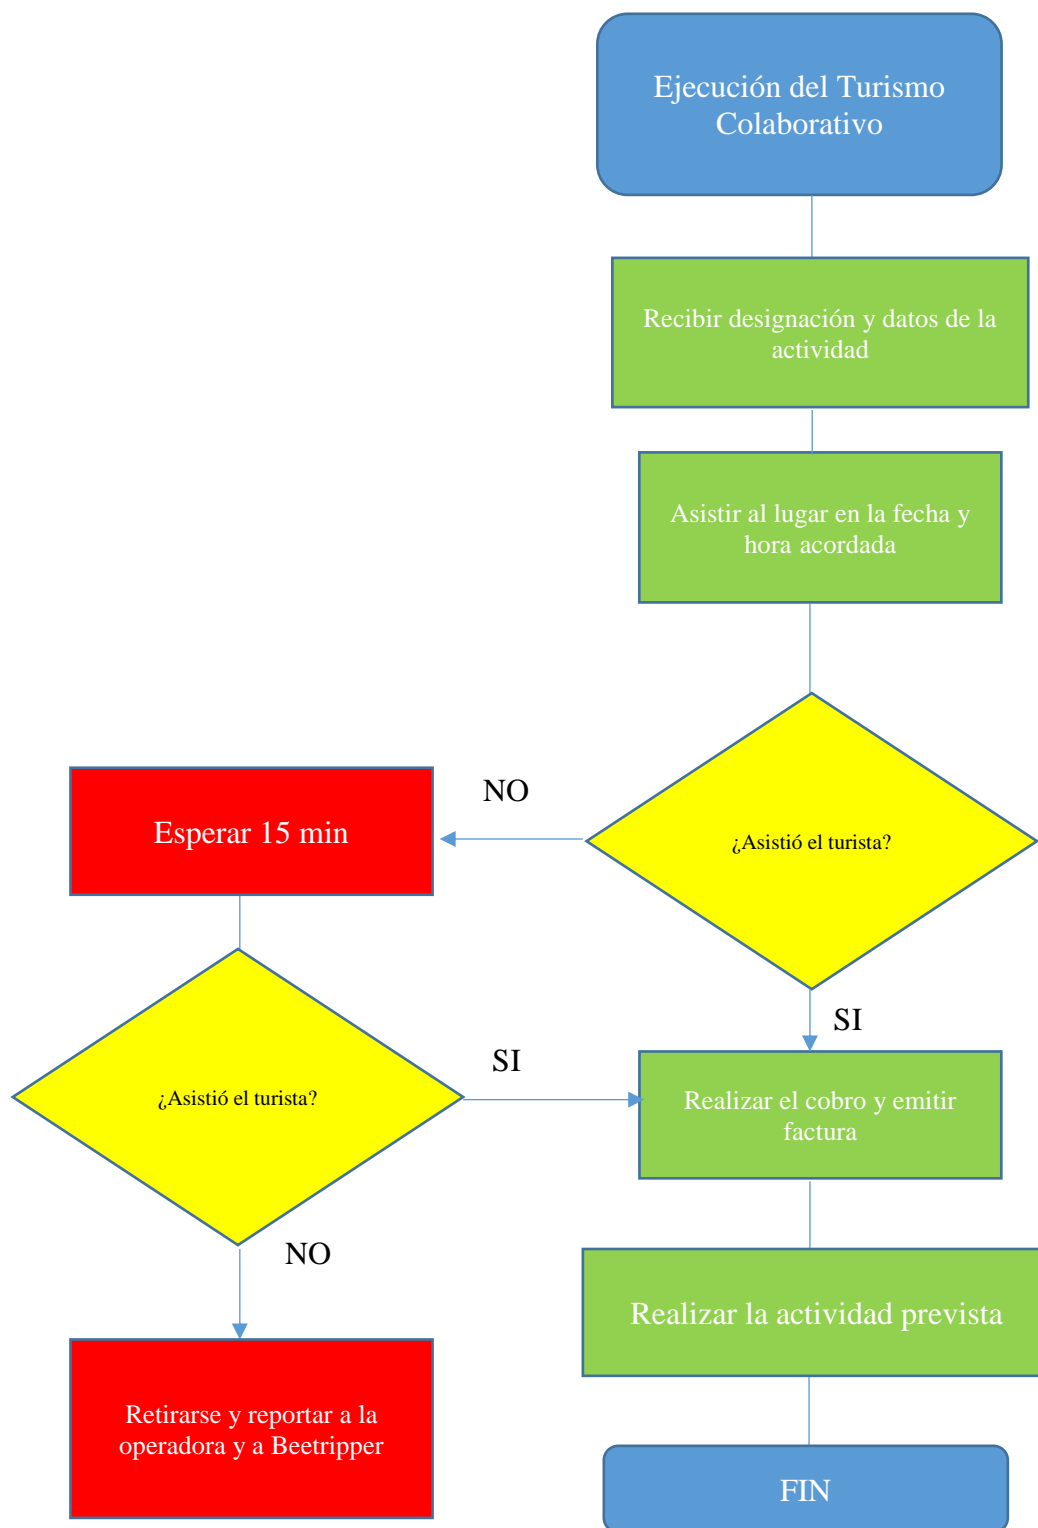 Ejecución del Turismo
Colaborativo
Recibir designación y datos de la
actividad
Asistir al lugar en la fecha y
hora acordada
¿Asistió el turista?
NO
Esperar 15 min
SI
¿Asistió el turista?
SI
Realizar el cobro y emitir
factura
NO
Realizar la actividad prevista
Retirarse y reportar a la
operadora y a Beetripper
FIN